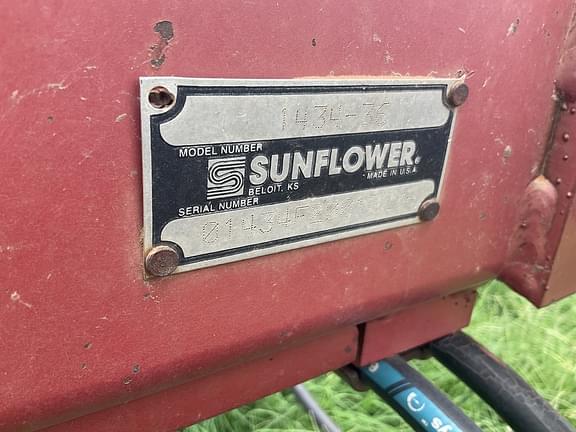 1434-36
MODEL NUMBER
SUNFLOWER®
MADE IN U.S.A.
BELOIT, KS
SERIAL NUMBER